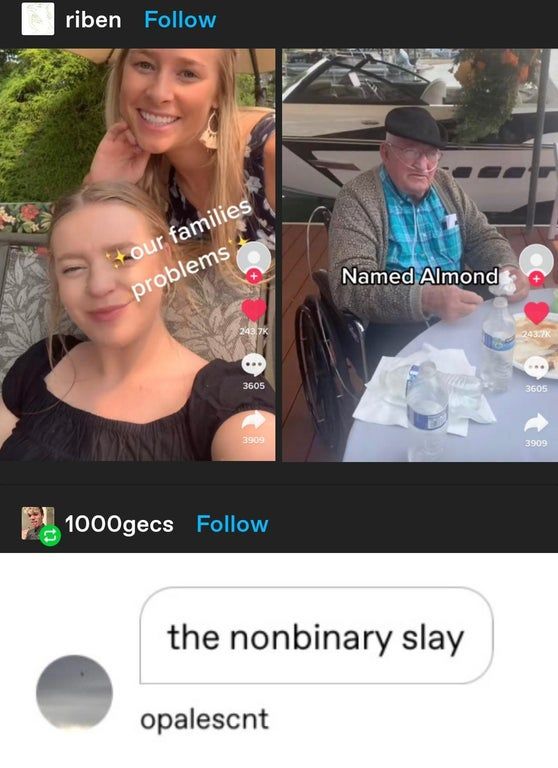 riben Follow
✨our families
problems✨
243.7K
3605
3909
Named Almond
243.7K
3605
3909
1000gecs Follow
the nonbinary slay
opalescnt